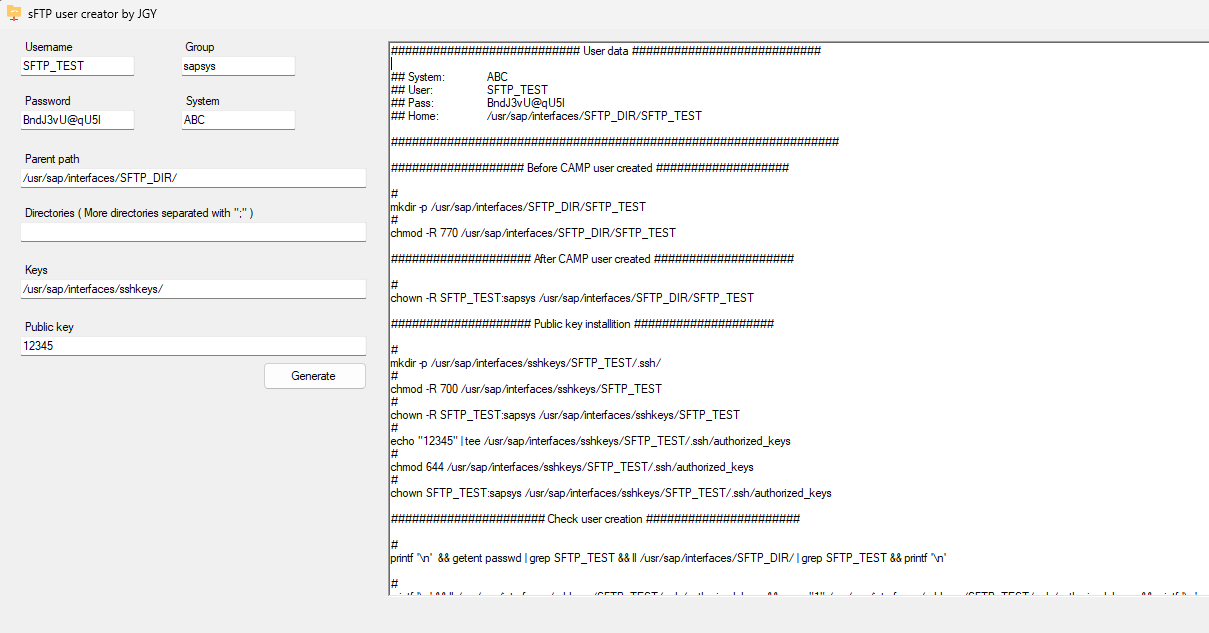 sFTP user creator by JGY
Username
Group
SFTP_TEST
sapsys
Password
System
BndJ3vU@qU5l
ABC
Parent path
/usr/sap/interfaces/SFTP_DIR/
Directories ( More directories separated with ";" )
Keys
/usr/sap/interfaces/sshkeys/
Public key
12345
Generate
########################### User data ###########################
## System: ABC
## User: SFTP_TEST
## Pass: BndJ3vU@qU5l
## Home: /usr/sap/interfaces/SFTP_DIR/SFTP_TEST
################################################################
################### Before CAMP user created ###################
#
mkdir -p /usr/sap/interfaces/SFTP_DIR/SFTP_TEST
#
chmod -R 770 /usr/sap/interfaces/SFTP_DIR/SFTP_TEST
#################### After CAMP user created ####################
#
chown -R SFTP_TEST:sapsys /usr/sap/interfaces/SFTP_DIR/SFTP_TEST
#################### Public key installition ####################
#
mkdir -p /usr/sap/interfaces/sshkeys/SFTP_TEST/.ssh/
#
chmod -R 700 /usr/sap/interfaces/sshkeys/SFTP_TEST
#
chown -R SFTP_TEST:sapsys /usr/sap/interfaces/sshkeys/SFTP_TEST
#
echo "12345" | tee /usr/sap/interfaces/sshkeys/SFTP_TEST/.ssh/authorized_keys
#
chmod 644 /usr/sap/interfaces/sshkeys/SFTP_TEST/.ssh/authorized_keys
#
chown SFTP_TEST:sapsys /usr/sap/interfaces/sshkeys/SFTP_TEST/.ssh/authorized_keys
###################### Check user creation ######################
#
printf '\n' && getent passwd | grep SFTP_TEST && ll /usr/sap/interfaces/SFTP_DIR/ | grep SFTP_TEST && printf '\n'
#